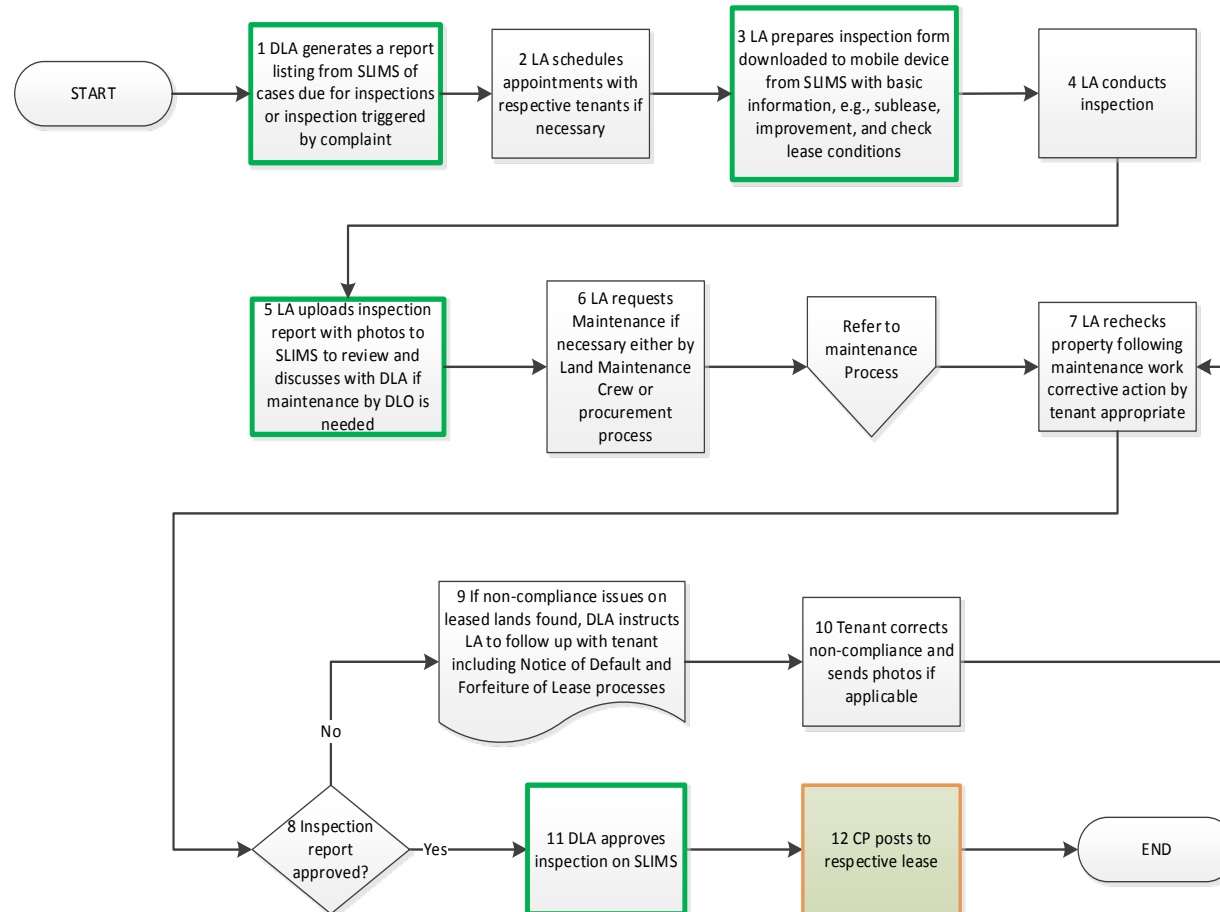 START
1 DLA generates a report
listing from SLIMS of
cases due for inspections
or inspection triggered
by complaint
2 LA schedules
appointments with
respective tenants if
necessary
3 LA prepares inspection form
downloaded to mobile device
from SLIMS with basic
information, e.g., sublease,
improvement, and check
lease conditions
4 LA conducts
inspection
5 LA uploads inspection
report with photos to
SLIMS to review and
discusses with DLA if
maintenance by DLO is
needed
6 LA requests
Maintenance if
necessary either by
Land Maintenance
Crew or
procurement
process
Refer to
maintenance
Process
7 LA rechecks
property following
maintenance work
corrective action by
tenant appropriate
9 If non-compliance issues on
leased lands found, DLA instructs
LA to follow up with tenant
including Notice of Default and
Forfeiture of Lease processes
10 Tenant corrects
non-compliance and
sends photos if
applicable
No
8 Inspection
report
approved?
Yes
11 DLA approves
inspection on SLIMS
12 CP posts to
respective lease
END